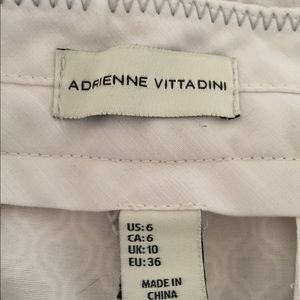 ADRIENNE VITTADINI
US: 6
CA: 6
UK: 10
EU: 36
MADE IN
CHINA